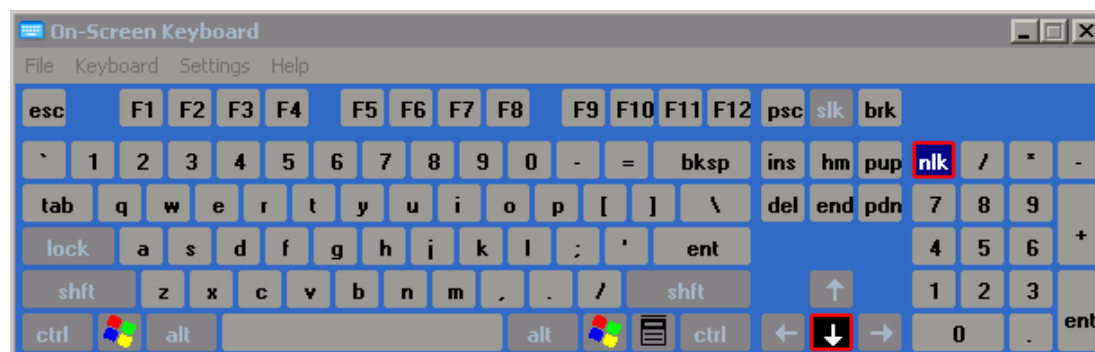 On-Screen Keyboard
File Keyboard Settings Help
esc F1 F2 F3 F4 F5 F6 F7 F8 F9 F10 F11 F12 psc slk brk
` 1 2 3 4 5 6 7 8 9 0 - = bksp ins hm pup nlk / * -
tab q w e r t y u i o p [ ] \ del end pdn 7 8 9
lock a s d f g h j k l ; ' ent 4 5 6 +
shft z x c v b n m , . / shft ↑ 1 2 3
ctrl alt alt ctrl ← ↓ → 0 . ent